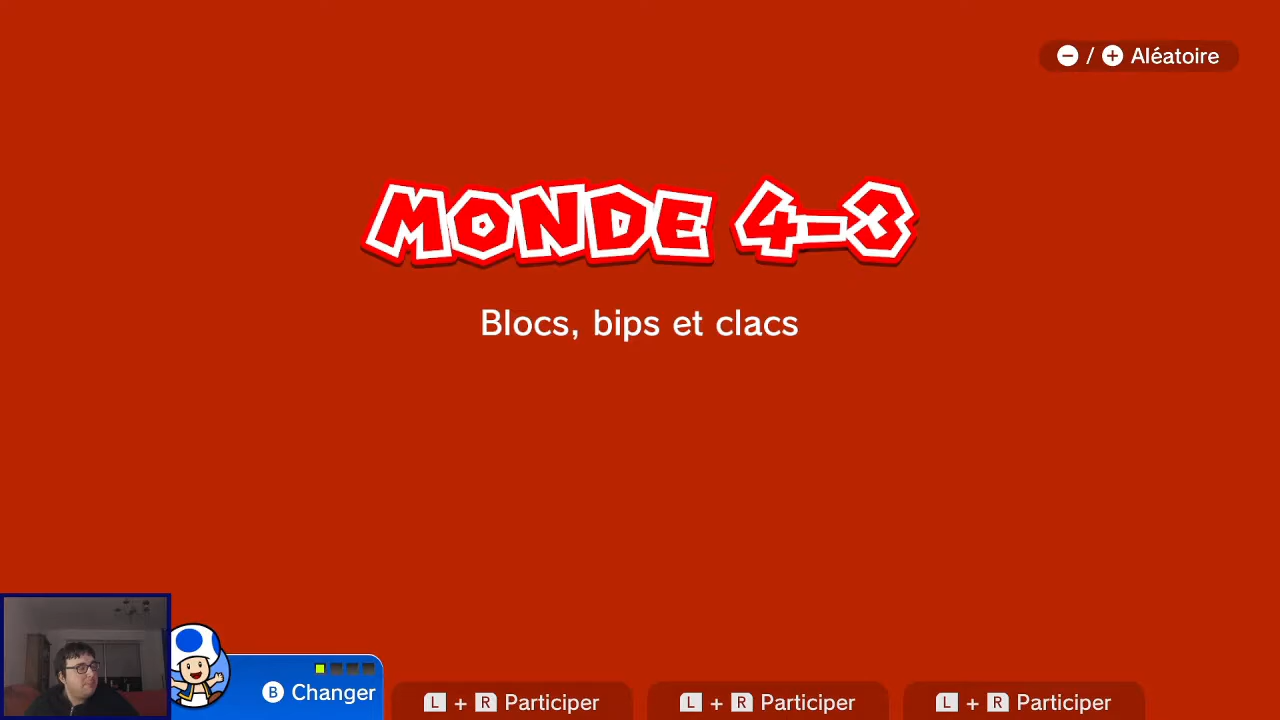 - / + Aléatoire
MONDE 4-3
Blocs, bips et clacs
B Changer
L + R Participer
L + R Participer
L + R Participer